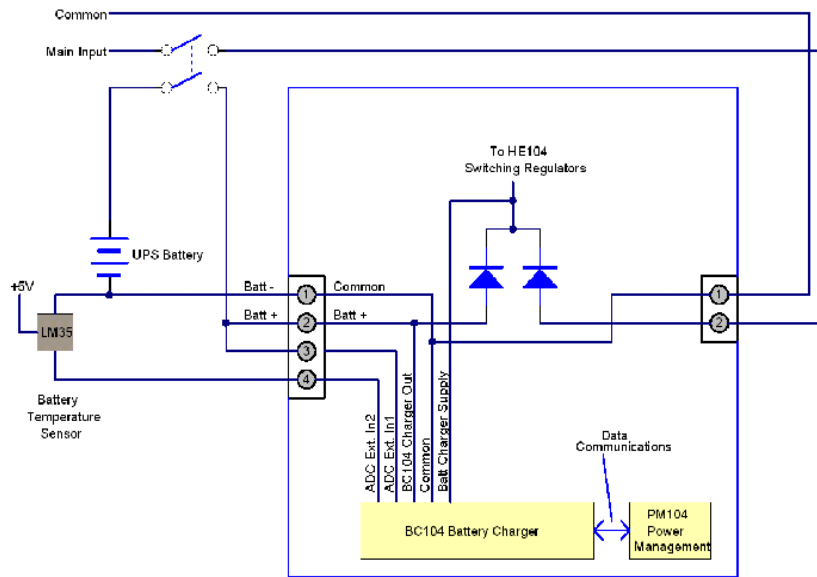 Common
Main Input
To HE104
Switching Regulators
UPS Battery
+5V
Batt -
1
Common
1
Batt +
2
Batt +
2
LM35
3
4
Battery
Temperature
Sensor
ADC Ext. In2
ADC Ext. In1
BC104 Charger Out
Common
Batt Charger Supply
Data
Communications
BC104 Battery Charger
PM104
Power
Management